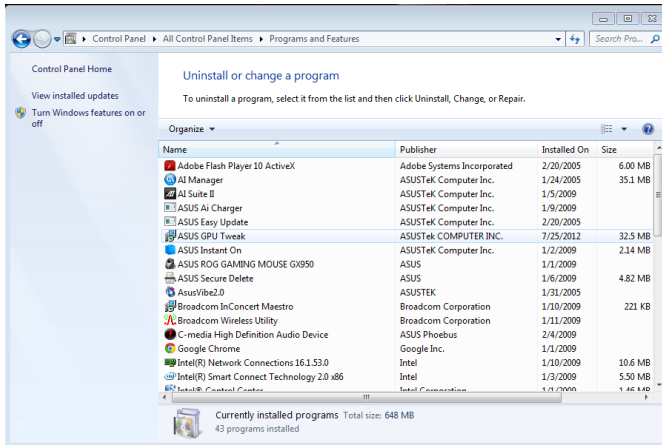 Control Panel ▸ All Control Panel Items ▸ Programs and Features
Search Pro...
Control Panel Home
View installed updates
Turn Windows features on or
off
Uninstall or change a program
To uninstall a program, select it from the list and then click Uninstall, Change, or Repair.
Organize
Name Publisher Installed On Size
Adobe Flash Player 10 ActiveX Adobe Systems Incorporated 2/20/2005 6.00 MB
AI Manager ASUSTeK Computer Inc. 1/24/2005 35.1 MB
AI Suite II ASUSTeK Computer Inc. 1/5/2009
ASUS Ai Charger ASUSTeK Computer Inc. 1/9/2009
ASUS Easy Update ASUSTeK Computer Inc. 2/20/2005
ASUS GPU Tweak ASUSTek COMPUTER INC. 7/25/2012 32.5 MB
ASUS Instant On ASUSTeK Computer Inc. 1/2/2009 2.14 MB
ASUS ROG GAMING MOUSE GX950 ASUS 1/1/2009
ASUS Secure Delete ASUS 1/6/2009 4.82 MB
AsusVibe2.0 ASUSTEK 1/31/2005
Broadcom InConcert Maestro Broadcom Corporation 1/10/2009 221 KB
Broadcom Wireless Utility Broadcom Corporation 1/11/2009
C-media High Definition Audio Device ASUS Phoebus 2/4/2009
Google Chrome Google Inc. 1/1/2009
Intel(R) Network Connections 16.1.53.0 Intel 1/10/2009 10.6 MB
Intel(R) Smart Connect Technology 2.0 x86 Intel 1/3/2009 5.50 MB
Intel® Control Center Intel Corporation 1/1/2009 1.46 MB
Currently installed programs Total size: 648 MB
43 programs installed